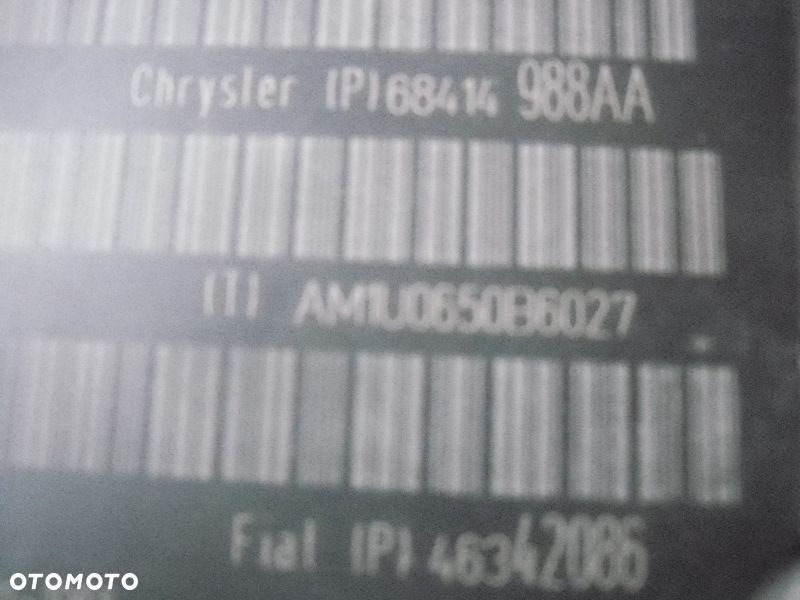 Chrysler (P)68414 988AA
(T) AM1U0650B6027
Fiat (P) 46342086
OTOMOTO